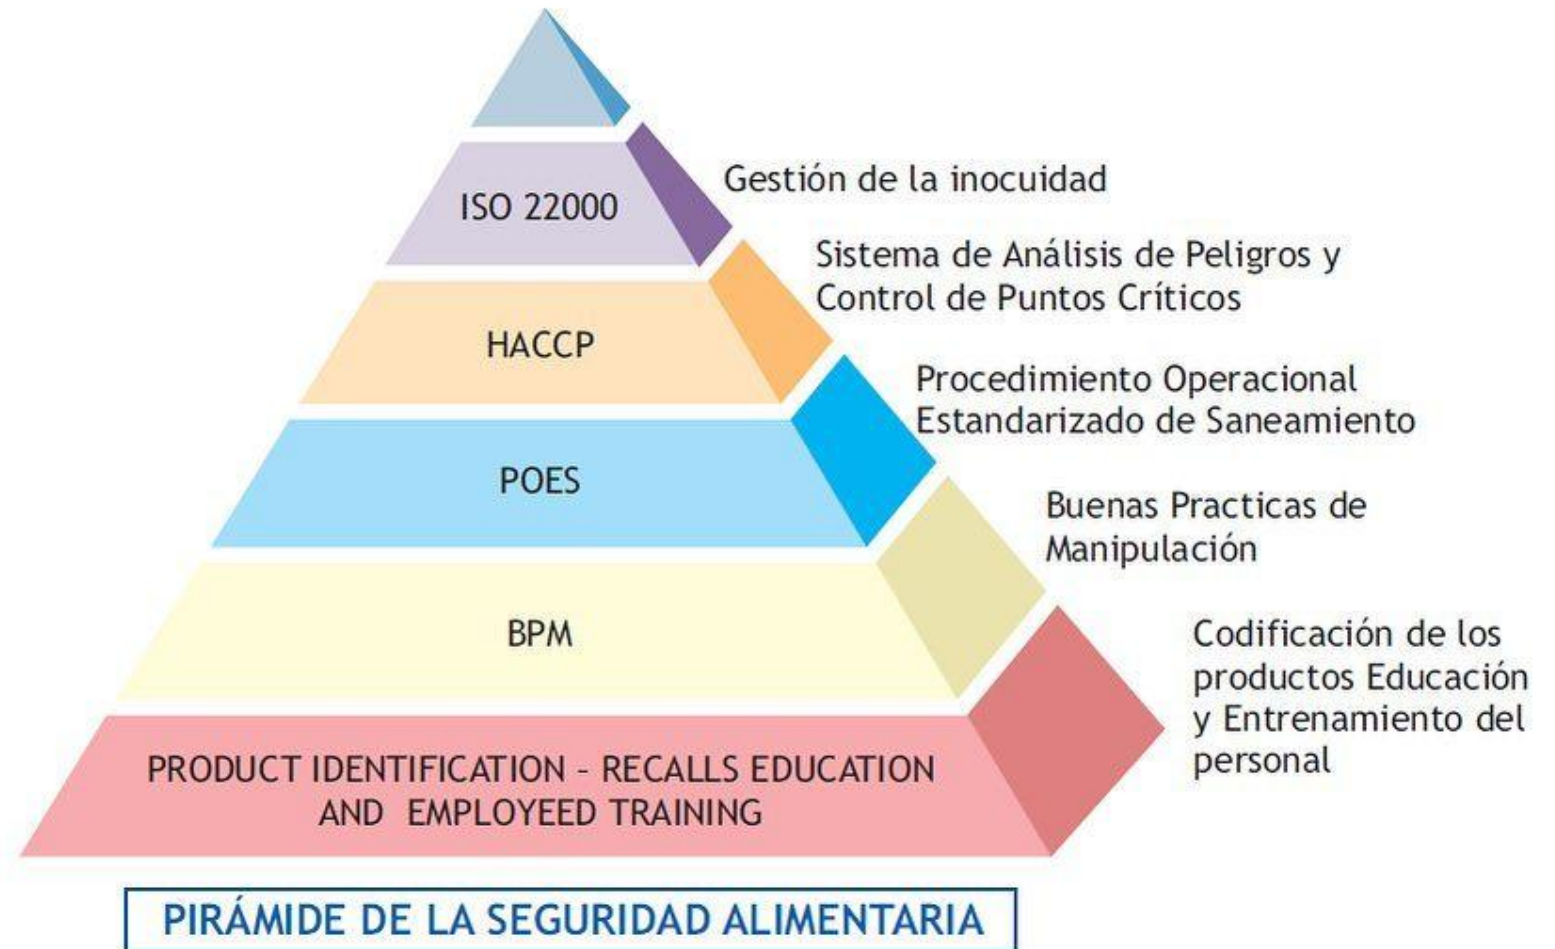 Gestión de la inocuidad
ISO 22000
Sistema de Análisis de Peligros y
Control de Puntos Críticos
HACCP
Procedimiento Operacional
Estandarizado de Saneamiento
POES
Buenas Practicas de
Manipulación
BPM
Codificación de los
productos Educación
y Entrenamiento del
personal
PRODUCT IDENTIFICATION - RECALLS EDUCATION
AND EMPLOYEED TRAINING
PIRÁMIDE DE LA SEGURIDAD ALIMENTARIA